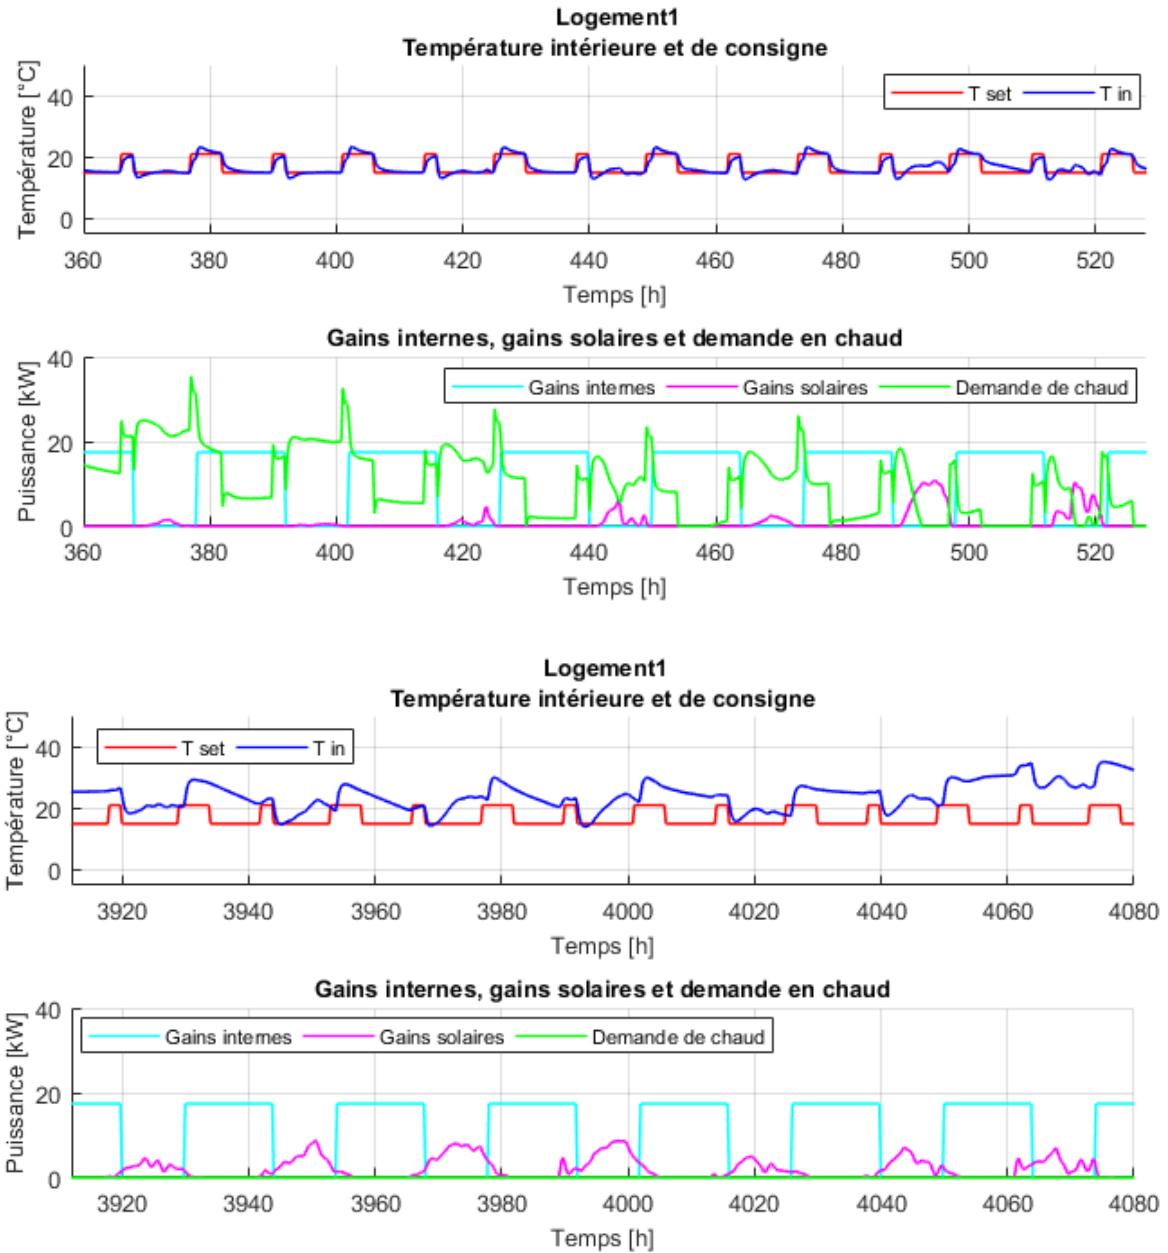 Logement1
Température intérieure et de consigne
Température [°C]
40
20
0
T set
T in
360 380 400 420 440 460 480 500 520
Temps [h]
Gains internes, gains solaires et demande en chaud
Puissance [kW]
40
20
0
Gains internes
Gains solaires
Demande de chaud
360 380 400 420 440 460 480 500 520
Temps [h]
Logement1
Température intérieure et de consigne
Température [°C]
40
20
0
T set
T in
3920 3940 3960 3980 4000 4020 4040 4060 4080
Temps [h]
Gains internes, gains solaires et demande en chaud
Puissance [kW]
40
20
0
Gains internes
Gains solaires
Demande de chaud
3920 3940 3960 3980 4000 4020 4040 4060 4080
Temps [h]